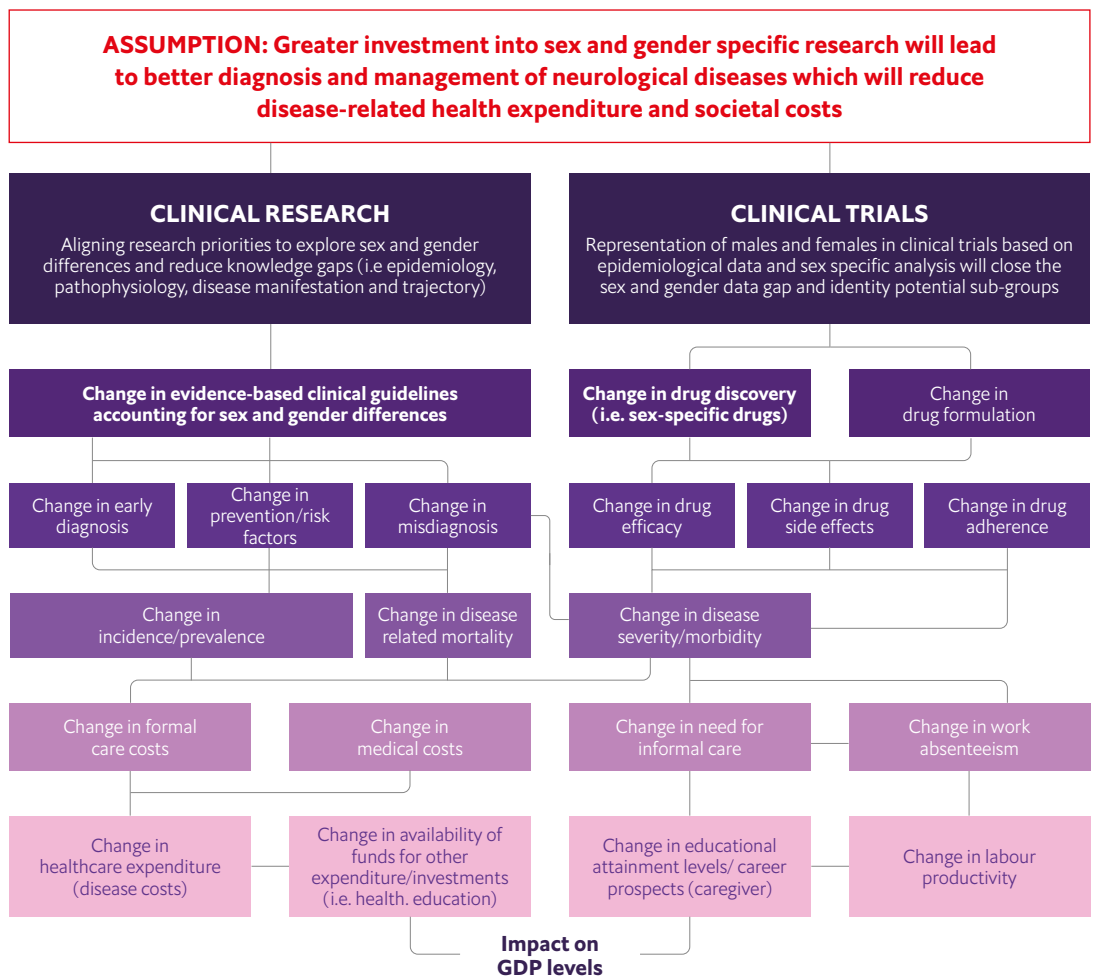 ASSUMPTION: Greater investment into sex and gender specific research will lead
to better diagnosis and management of neurological diseases which will reduce
disease-related health expenditure and societal costs
CLINICAL RESEARCH
Aligning research priorities to explore sex and gender
differences and reduce knowledge gaps (i.e epidemiology,
pathophysiology, disease manifestation and trajectory)
CLINICAL TRIALS
Representation of males and females in clinical trials based on
epidemiological data and sex specific analysis will close the
sex and gender data gap and identity potential sub-groups
Change in evidence-based clinical guidelines
accounting for sex and gender differences
Change in drug discovery
(i.e. sex-specific drugs)
Change in
drug formulation
Change in early
diagnosis
Change in
prevention/risk
factors
Change in
misdiagnosis
Change in drug
efficacy
Change in drug
side effects
Change in drug
adherence
Change in
incidence/prevalence
Change in disease
related mortality
Change in disease
severity/morbidity
Change in formal
care costs
Change in
medical costs
Change in need for
informal care
Change in work
absenteeism
Change in
healthcare expenditure
(disease costs)
Change in availability of
funds for other
expenditure/investments
(i.e. health. education)
Change in educational
attainment levels/ career
prospects (caregiver)
Change in labour
productivity
Impact on
GDP levels